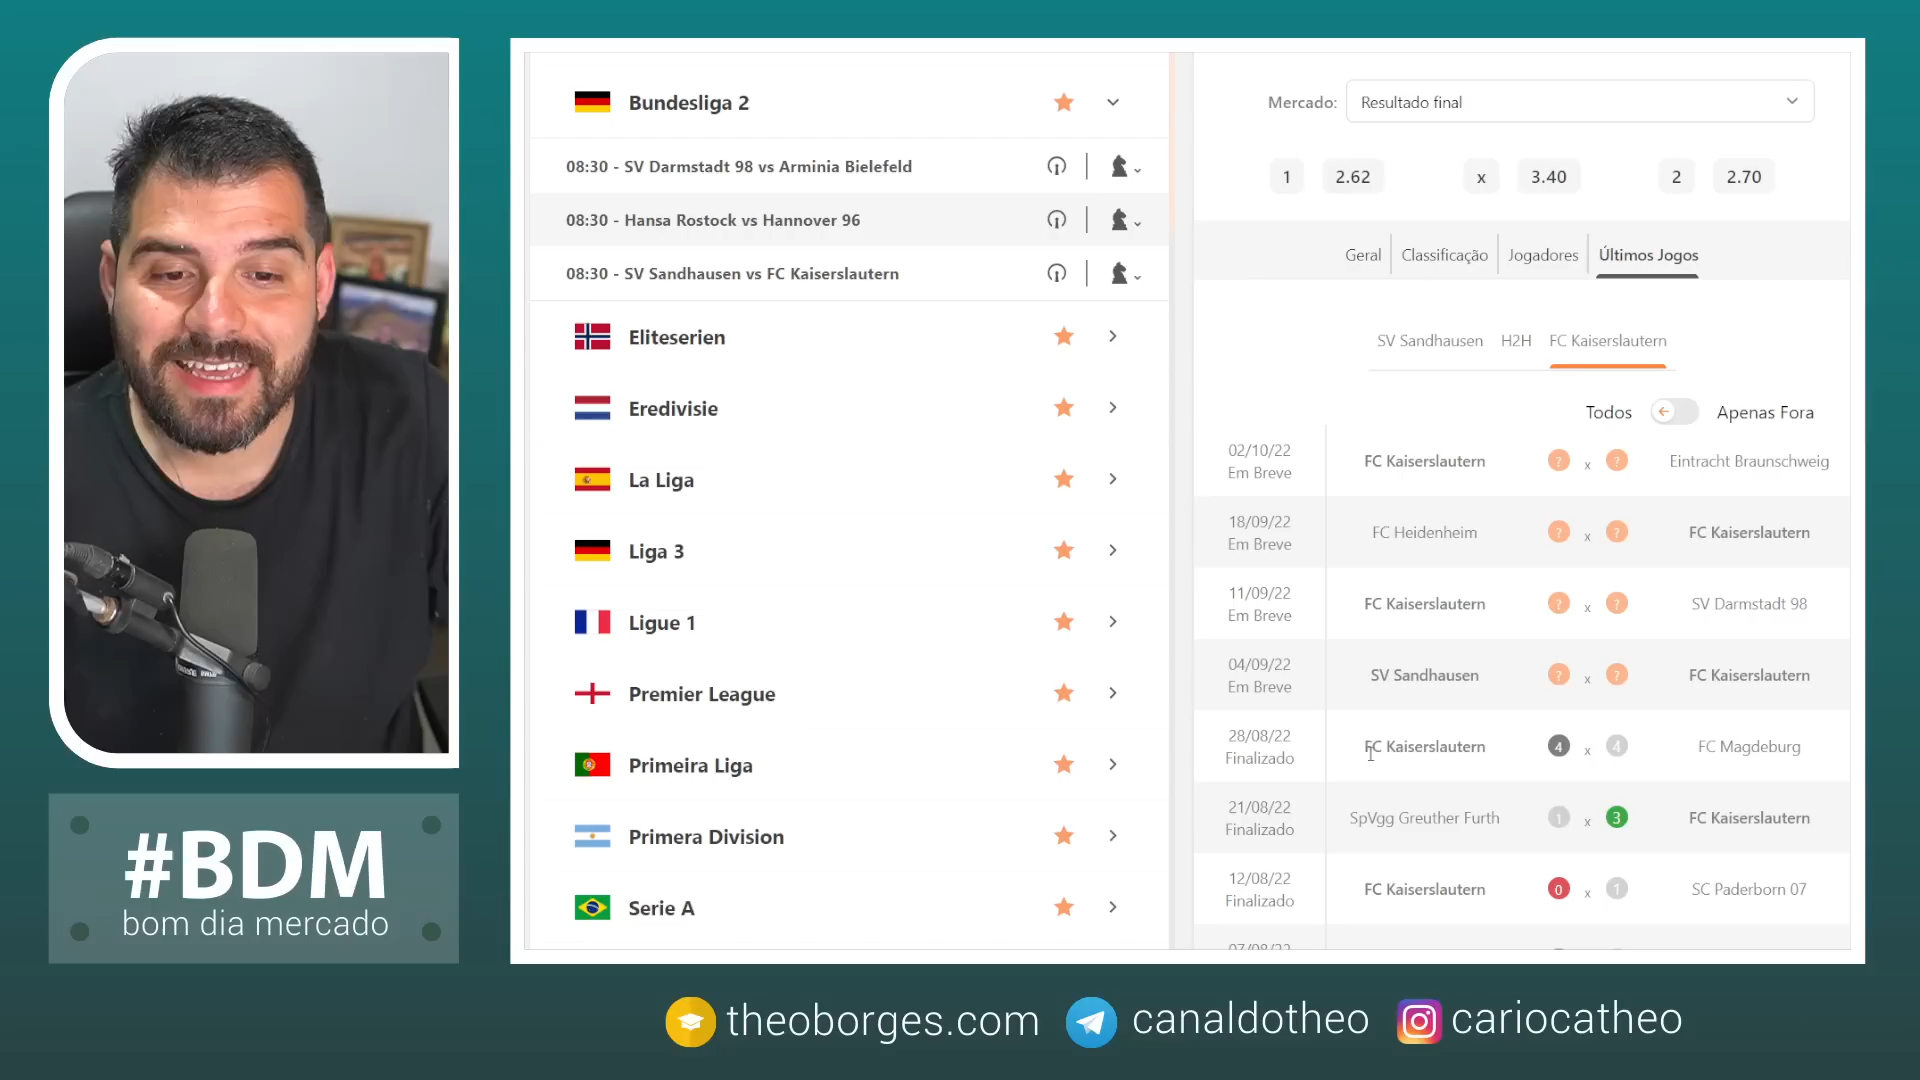 Bundesliga 2
08:30 - SV Darmstadt 98 vs Arminia Bielefeld
08:30 - Hansa Rostock vs Hannover 96
08:30 - SV Sandhausen vs FC Kaiserslautern
Eliteserien
Eredivisie
La Liga
Liga 3
Ligue 1
Premier League
Primeira Liga
Primera Division
Serie A
Mercado: Resultado final
1 2.62 x 3.40 2 2.70
Geral Classificação Jogadores Últimos Jogos
SV Sandhausen H2H FC Kaiserslautern
Todos Apenas Fora
02/10/22
Em Breve
FC Kaiserslautern ? x ? Eintracht Braunschweig
18/09/22
Em Breve
FC Heidenheim ? x ? FC Kaiserslautern
11/09/22
Em Breve
FC Kaiserslautern ? x ? SV Darmstadt 98
04/09/22
Em Breve
SV Sandhausen ? x ? FC Kaiserslautern
28/08/22
Finalizado
FC Kaiserslautern 4 x 4 FC Magdeburg
21/08/22
Finalizado
SpVgg Greuther Furth 1 x 3 FC Kaiserslautern
12/08/22
Finalizado
FC Kaiserslautern 0 x 1 SC Paderborn 07
#BDM
bom dia mercado
theoborges.com canaldotheo cariocatheo